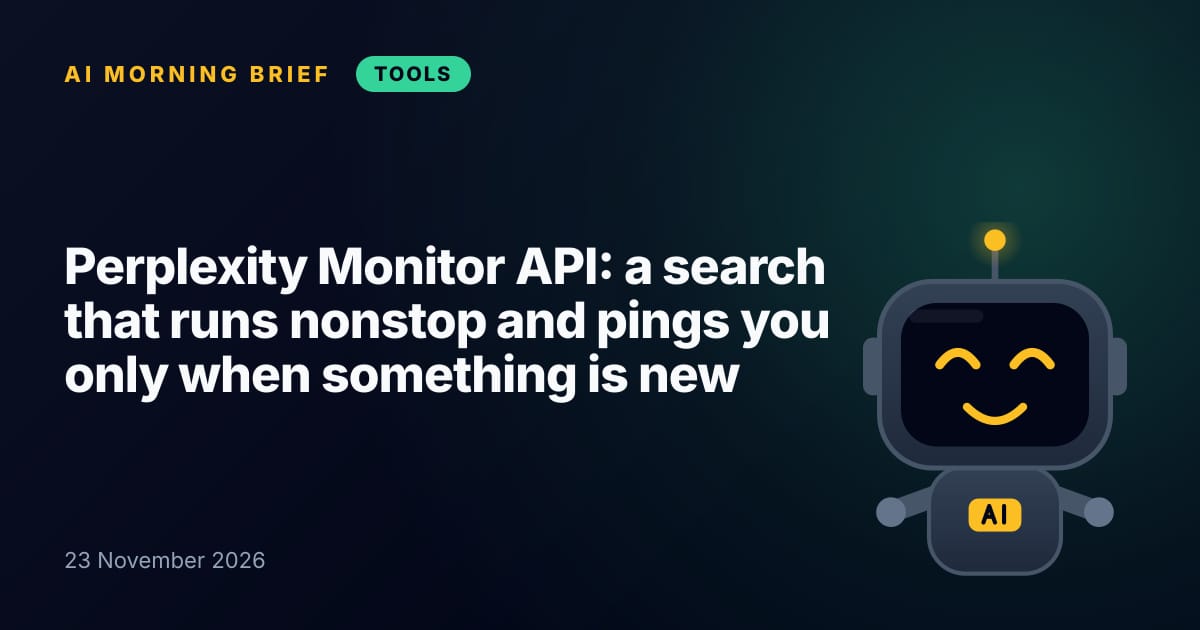 AI MORNING BRIEF TOOLS
Perplexity Monitor API: a search
that runs nonstop and pings you
only when something is new
AI
23 November 2026